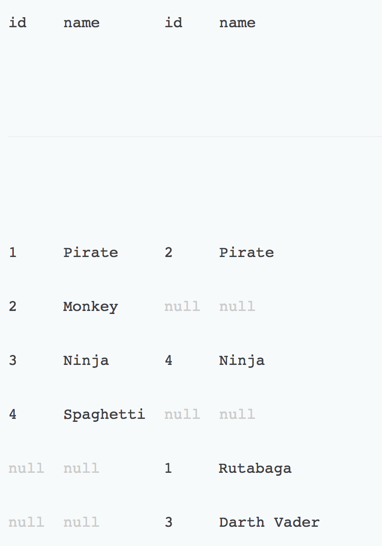 id name id name
1 Pirate 2 Pirate
2 Monkey null null
3 Ninja 4 Ninja
4 Spaghetti null null
null null 1 Rutabaga
null null 3 Darth Vader